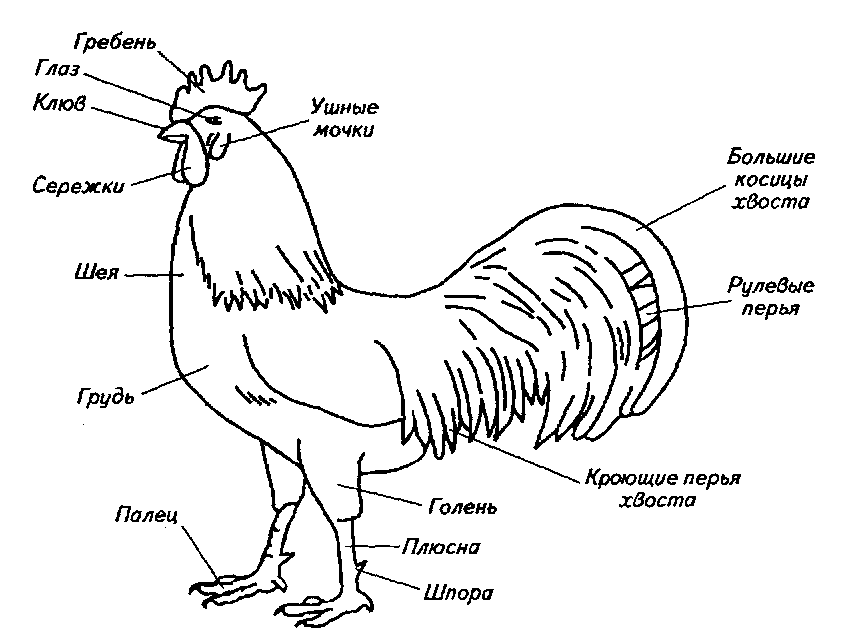 Гребень
Глаз
Клюв
Ушные
мочки
Сережки
Большие
косицы
хвоста
Шея
Рулевые
перья
Грудь
Кроющие перья
хвоста
Голень
Палец
Плюсна
Шпора